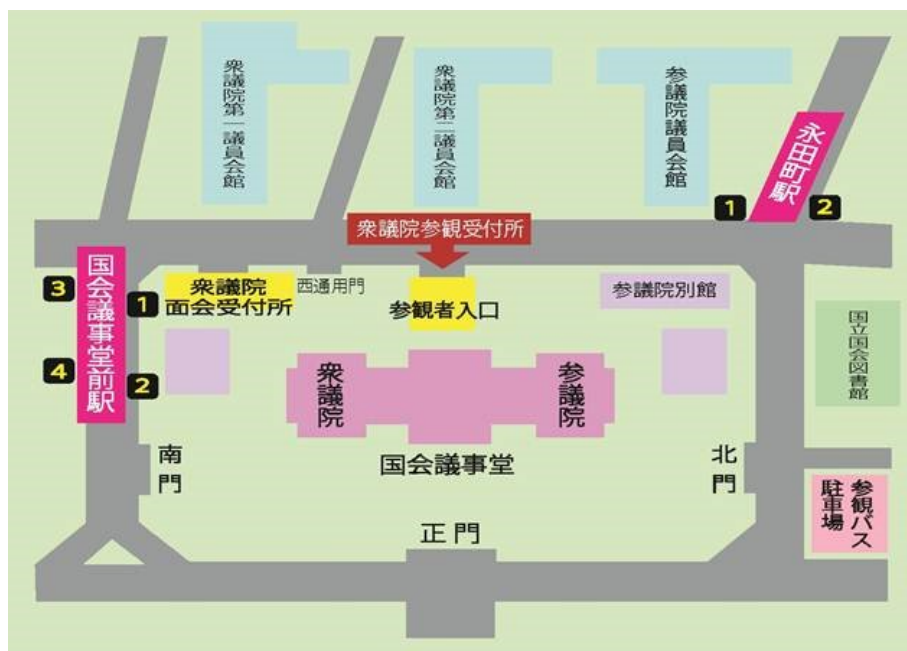 衆議院第一議員会館
衆議院第二議員会館
参議院議員会館
永田町駅
1
2
衆議院参観受付所
国会議事堂前駅
3
1
4
2
衆議院
面会受付所
西通用門
参観者入口
参議院別館
国立国会図書館
衆議院
参議院
国会議事堂
南門
北門
正門
参観バス
駐車場